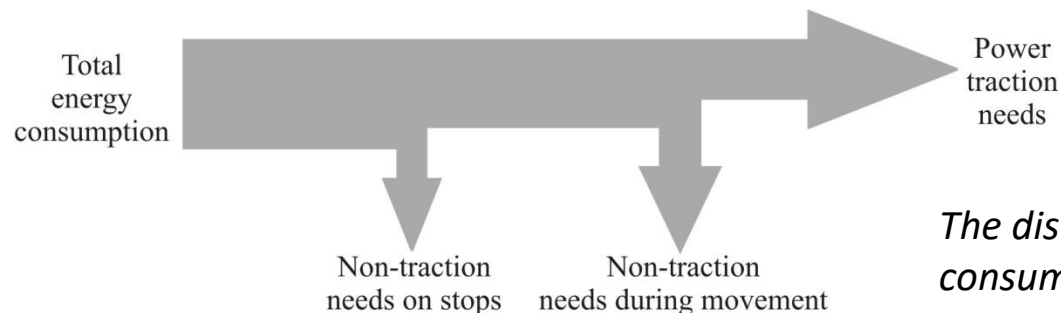 Total
energy
consumption
Power
traction
needs
Non-traction
needs on stops
Non-traction
needs during movement
The dis
consum